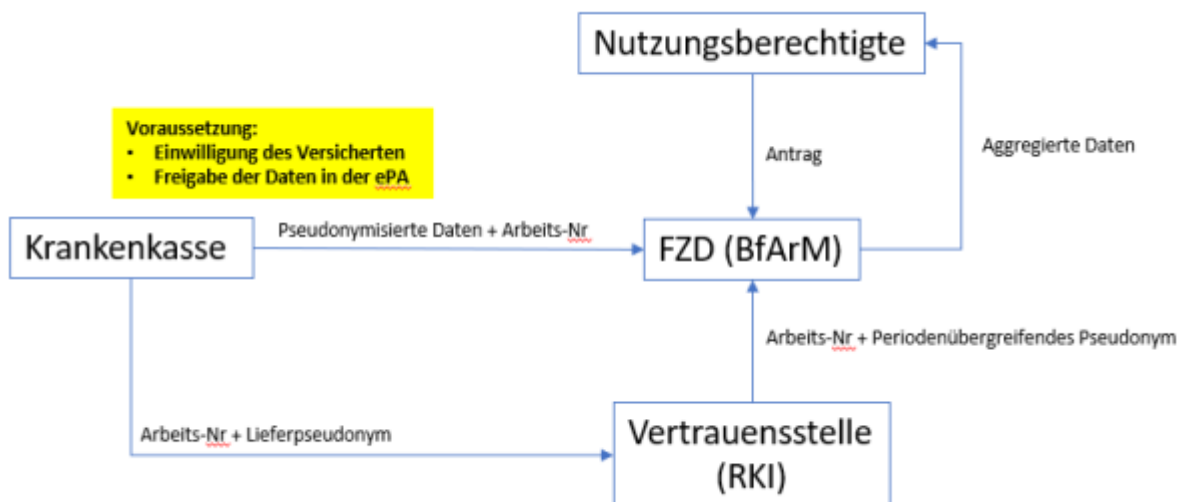 Nutzungsberechtigte
Voraussetzung:
• Einwilligung des Versicherten
• Freigabe der Daten in der ePA
Antrag
Aggregierte Daten
Krankenkasse
Pseudonymisierte Daten + Arbeits-Nr
FZD (BfArM)
Arbeits-Nr + Periodenübergreifendes Pseudonym
Arbeits-Nr + Lieferpseudonym
Vertrauensstelle
(RKI)